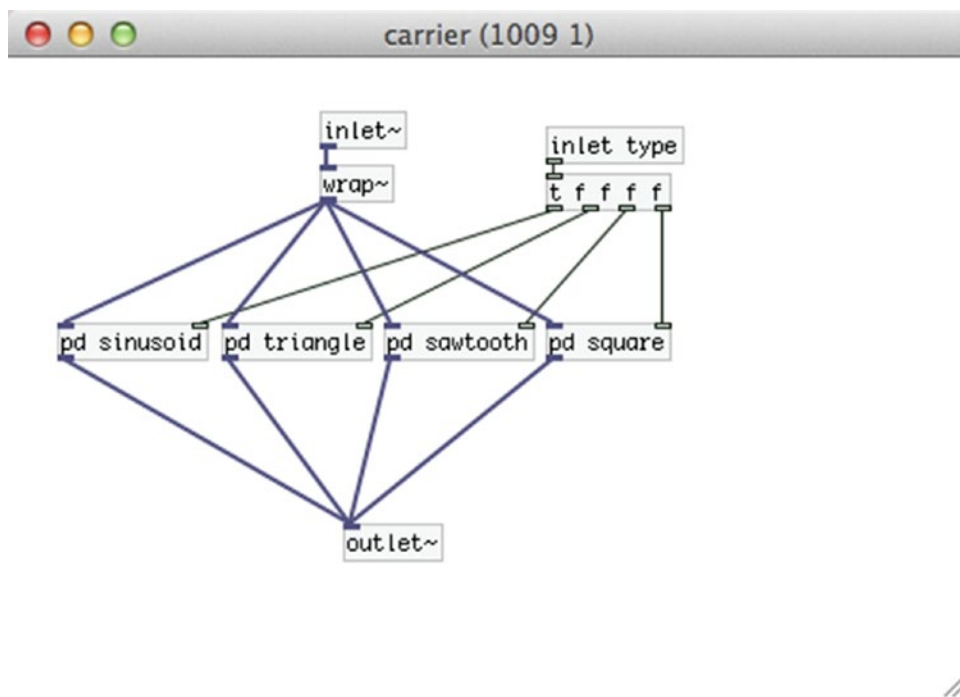 carrier (1009 1)
inlet~
inlet type
wrap~
t f f f f
pd sinusoid
pd triangle
pd sawtooth
pd square
outlet~